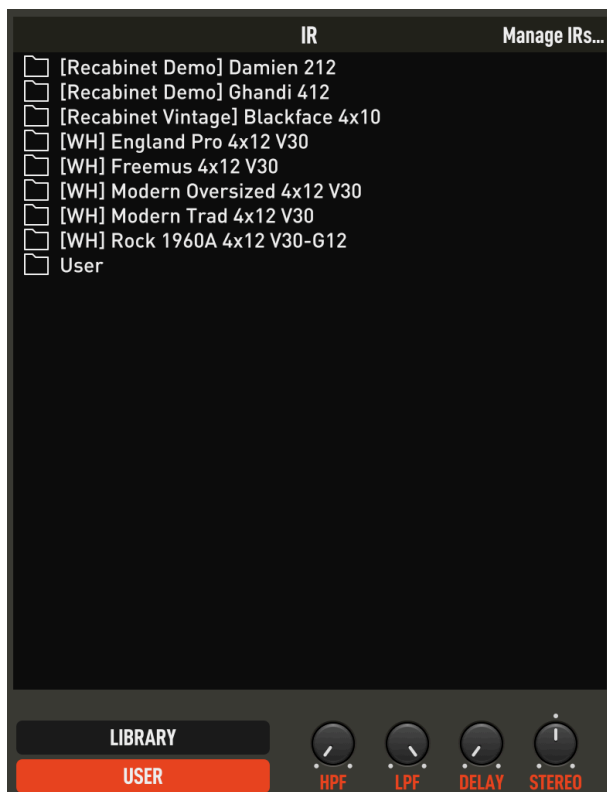 IR Manage IRs...
[Recabinet Demo] Damien 212
[Recabinet Demo] Ghandi 412
[Recabinet Vintage] Blackface 4x10
[WH] England Pro 4x12 V30
[WH] Freemus 4x12 V30
[WH] Modern Oversized 4x12 V30
[WH] Modern Trad 4x12 V30
[WH] Rock 1960A 4x12 V30-G12
User
LIBRARY
USER
HPF LPF DELAY STEREO